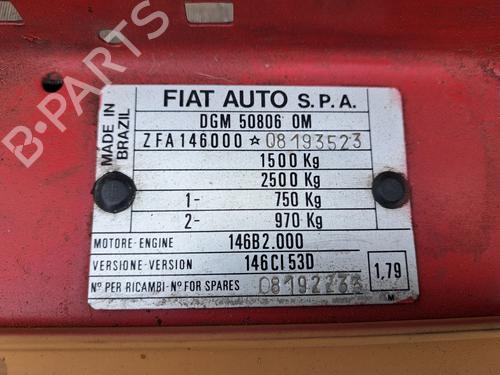 FIAT AUTO S.P.A.
MADE IN BRAZIL
DGM 50806 OM
ZFA146000 ☆ 08193523
1500 Kg
2500 Kg
1- 750 Kg
2- 970 Kg
MOTORE-ENGINE 146B2.000
VERSIONE-VERSION 146CI53D
1,79
Nº PER RICAMBI-Nº FOR SPARES
M
B-PARTS